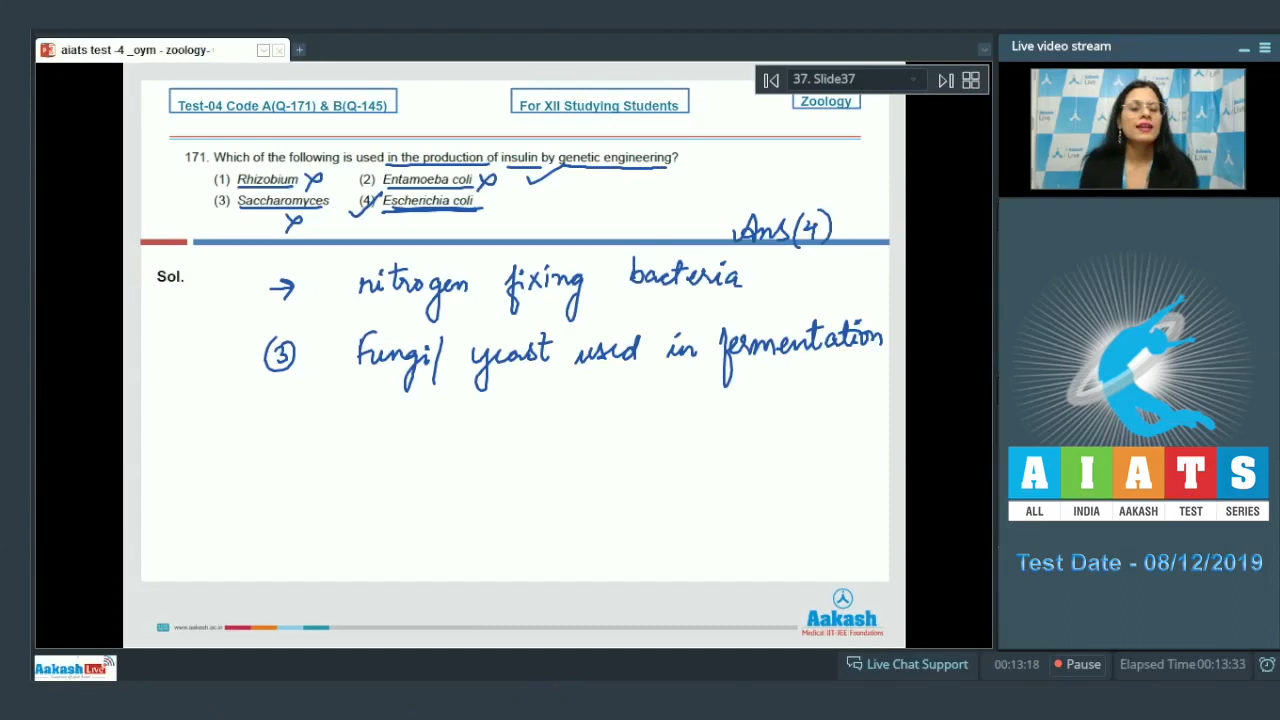 aiats test -4 _oym - zoology-
Live video stream
37. Slide37
Test-04 Code A(Q-171) & B(Q-145)
For XII Studying Students
Zoology
171. Which of the following is used in the production of insulin by genetic engineering?
(1) Rhizobium (2) Entamoeba coli
(3) Saccharomyces (4) Escherichia coli
Ans (4)
Sol. → nitrogen fixing bacteria
(3) Fungi/ yeast used in fermentation
A I A T S
ALL INDIA AAKASH TEST SERIES
Test Date - 08/12/2019
www.aakash.ac.in
Aakash
Medical IIT-JEE Foundations
Aakash Live
Live Chat Support 00:13:18 Pause Elapsed Time 00:13:33